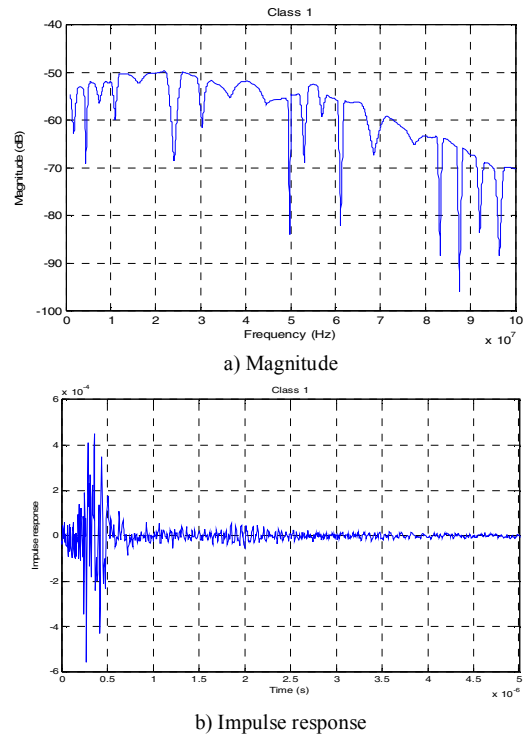 Class 1
Magnitude (dB)
-40
-50
-60
-70
-80
-90
-100
0 1 2 3 4 5 6 7 8 9 10
Frequency (Hz)
x 10^7
a) Magnitude
x 10^-4
Class 1
Impulse response
6
4
2
0
-2
-4
-6
0 0.5 1 1.5 2 2.5 3 3.5 4 4.5 5
Time (s)
x 10^-6
b) Impulse response